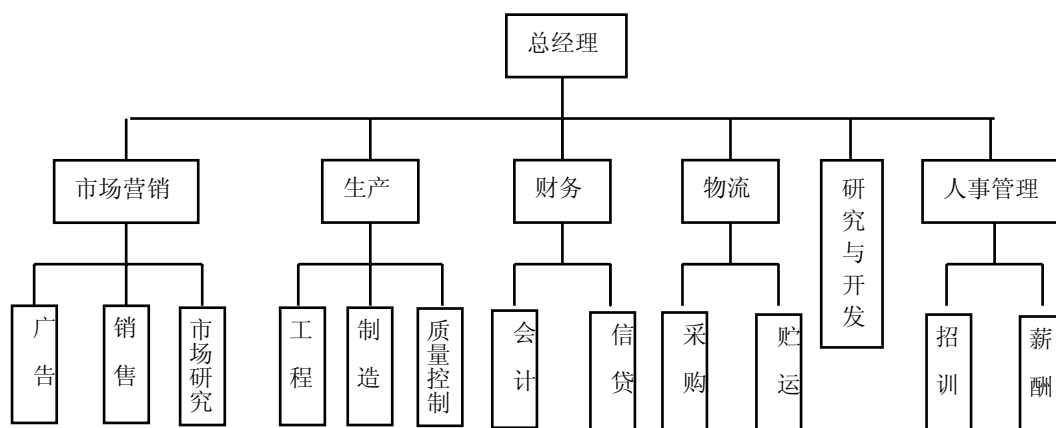 总经理
市场营销
生产
财务
物流
研究与开发
人事管理
广告
销售
市场研究
工程
制造
质量控制
会计
信贷
采购
贮运
招训
薪酬